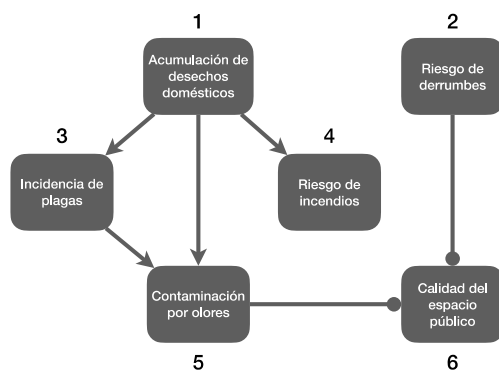 1
Acumulación de
desechos
domésticos
2
Riesgo de
derrumbes
3
Incidencia de
plagas
4
Riesgo de
incendios
Contaminación
por olores
5
Calidad del
espacio
público
6